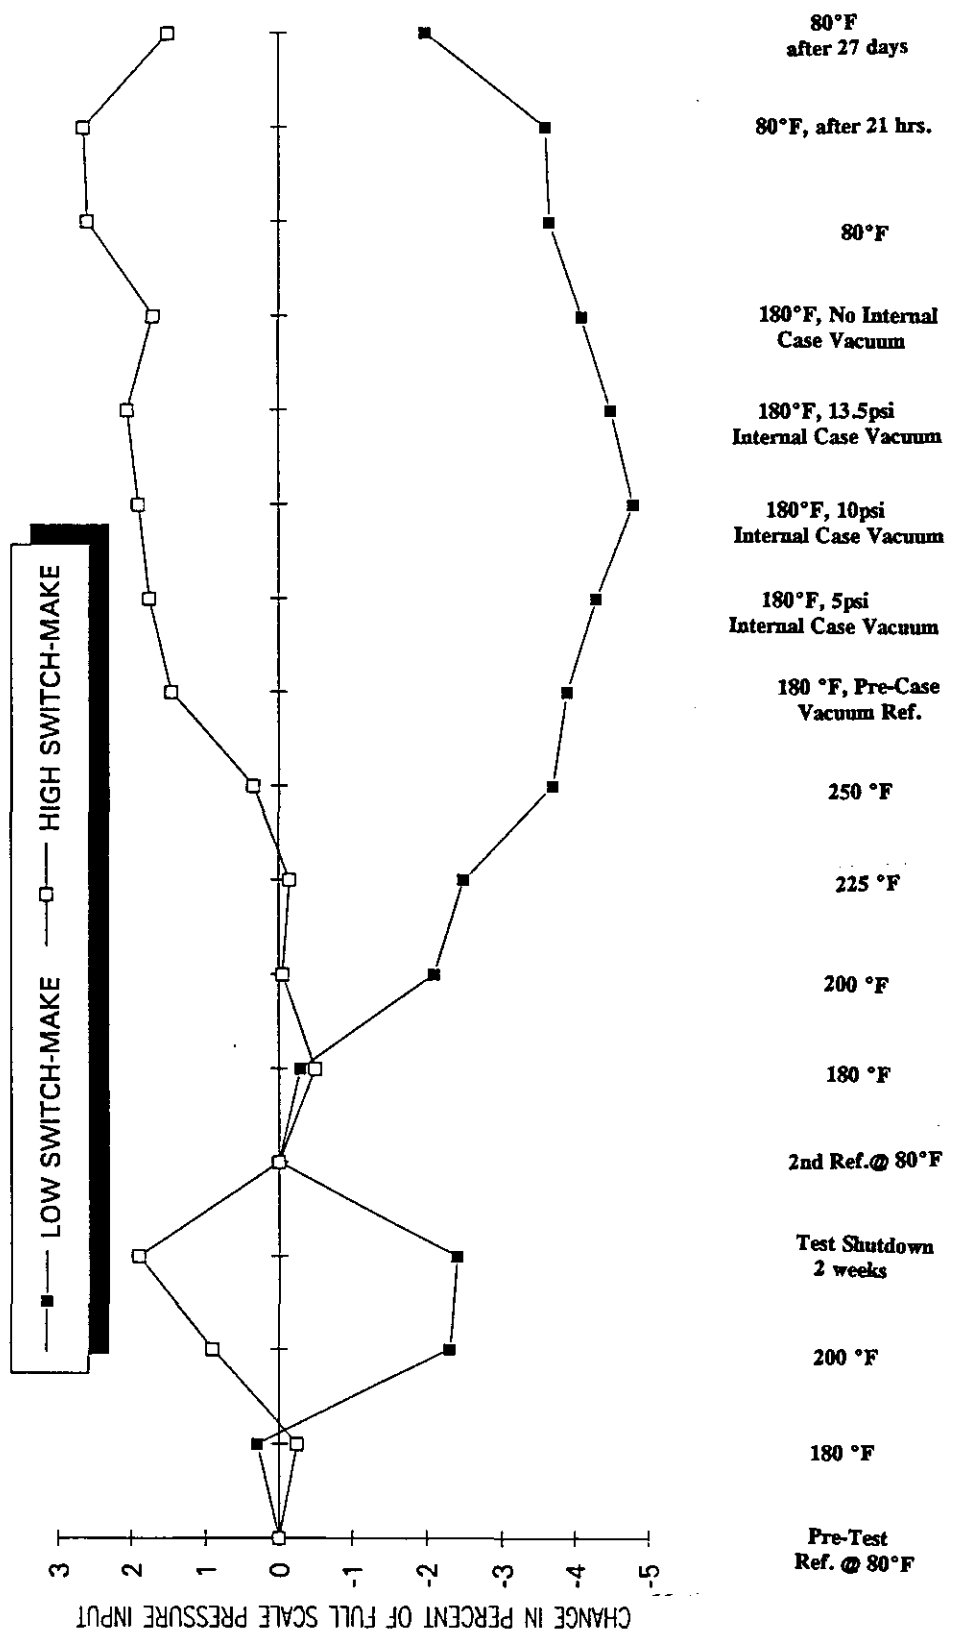 80°F
after 27 days
80°F, after 21 hrs.
80°F
180°F, No Internal
Case Vacuum
180°F, 13.5psi
Internal Case Vacuum
180°F, 10psi
Internal Case Vacuum
180°F, 5psi
Internal Case Vacuum
180 °F, Pre-Case
Vacuum Ref.
250 °F
225 °F
200 °F
180 °F
2nd Ref.@ 80°F
Test Shutdown
2 weeks
200 °F
180 °F
Pre-Test
Ref. @ 80°F
LOW SWITCH-MAKE
HIGH SWITCH-MAKE
3
2
1
0
-1
-2
-3
-4
-5
CHANGE IN PERCENT OF FULL SCALE PRESSURE INPUT